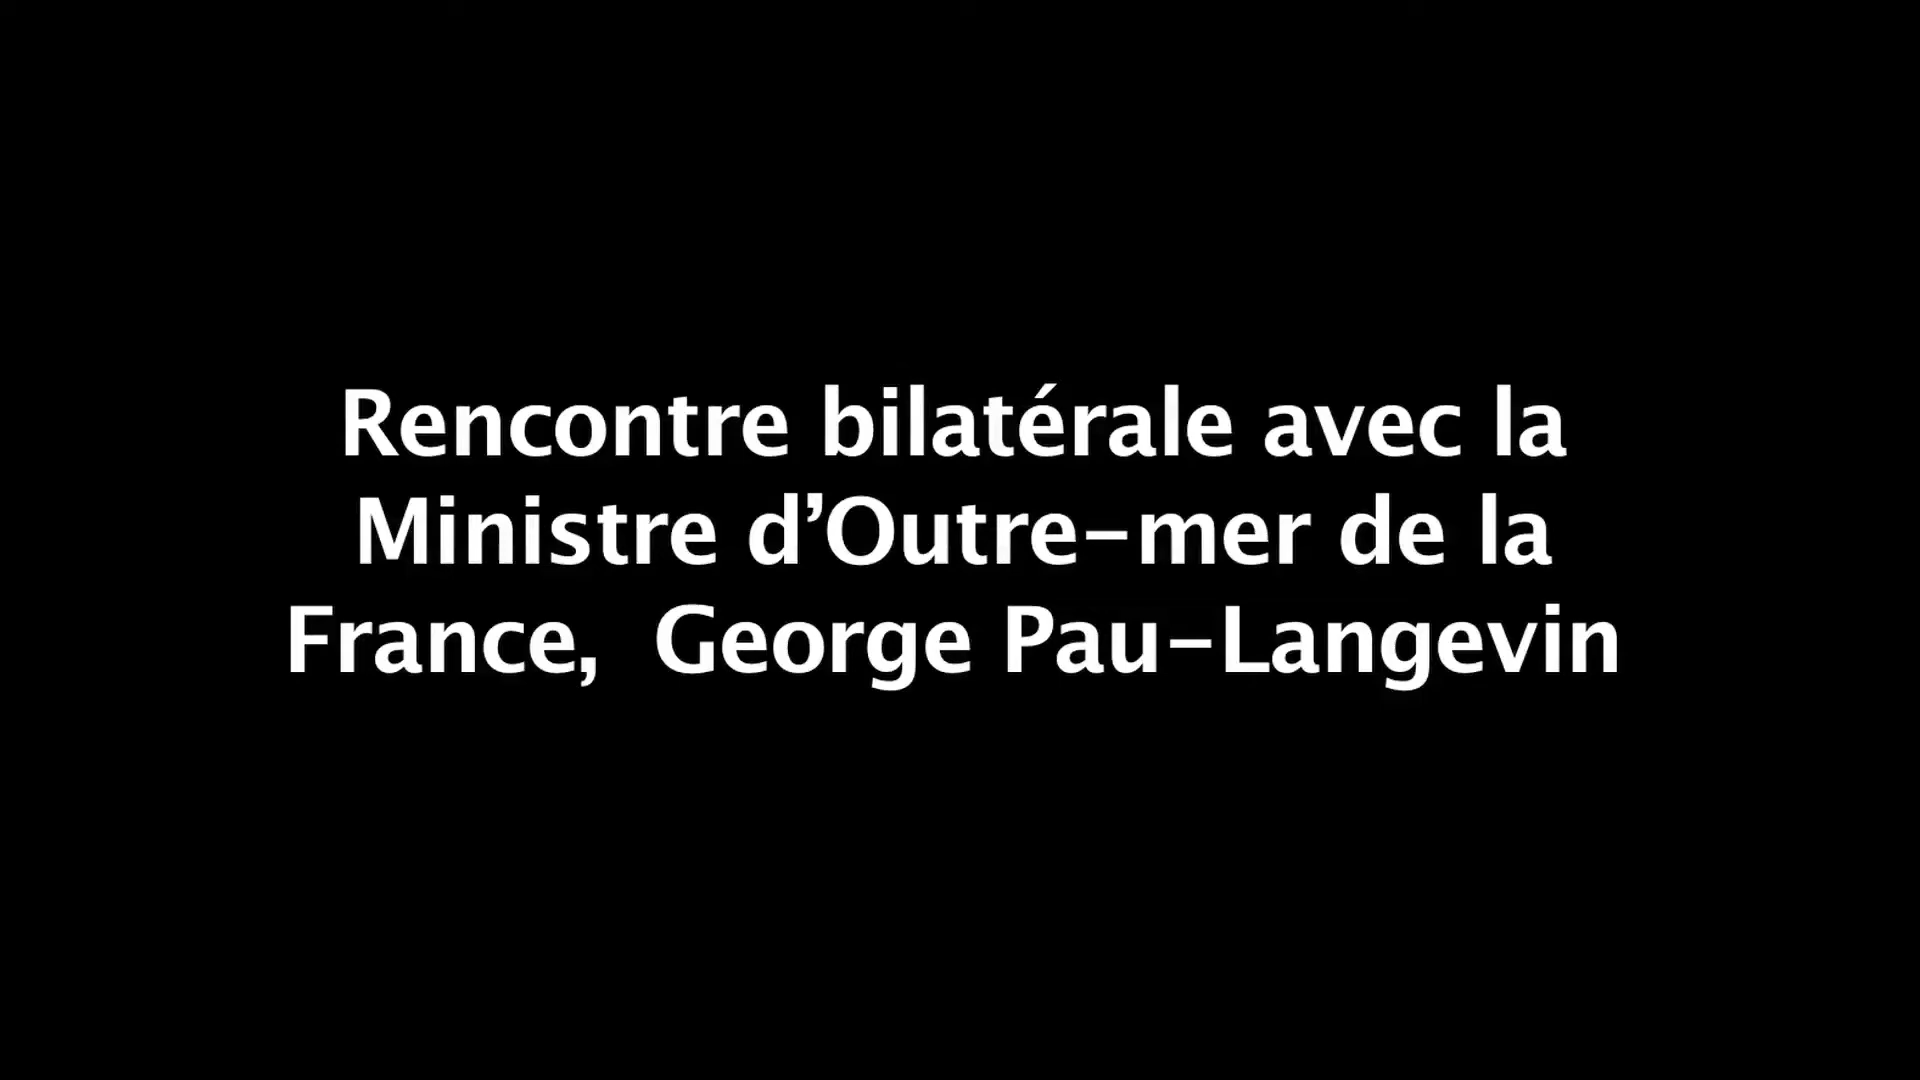 Rencontre bilatérale avec la
Ministre d’Outre-mer de la
France,  George Pau-Langevin